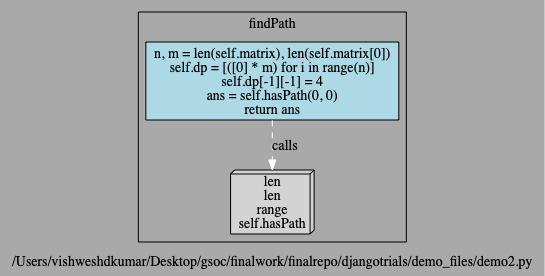 findPath
n, m = len(self.matrix), len(self.matrix[0])
self.dp = [([0] * m) for i in range(n)]
self.dp[-1][-1] = 4
ans = self.hasPath(0, 0)
return ans
calls
len
len
range
self.hasPath
/Users/vishweshdkumar/Desktop/gsoc/finalwork/finalrepo/djangotrials/demo_files/demo2.py